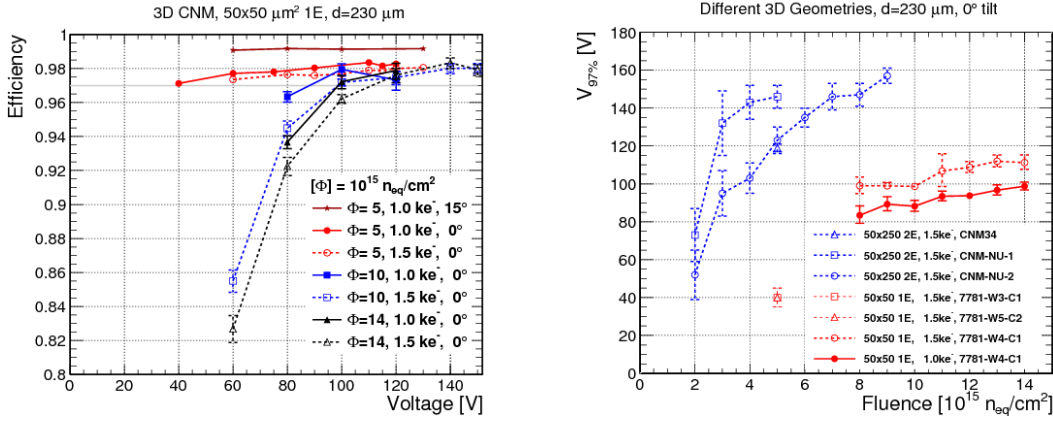 3D CNM, 50x50 μm² 1E, d=230 μm
Efficiency
1
0.98
0.96
0.94
0.92
0.9
0.88
0.86
0.84
0.82
0.8
[Φ] = 10¹⁵ n_eq/cm²
Φ= 5, 1.0 ke⁻, 15°
Φ= 5, 1.0 ke⁻, 0°
Φ= 5, 1.5 ke⁻, 0°
Φ=10, 1.0 ke⁻, 0°
Φ=10, 1.5 ke⁻, 0°
Φ=14, 1.0 ke⁻, 0°
Φ=14, 1.5 ke⁻, 0°
0 20 40 60 80 100 120 140
Voltage [V]
Different 3D Geometries, d=230 μm, 0° tilt
V_97% [V]
180
160
140
120
100
80
60
40
20
0
50x250 2E, 1.5ke⁻, CNM34
50x250 2E, 1.5ke⁻, CNM-NU-1
50x250 2E, 1.5ke⁻, CNM-NU-2
50x50 1E, 1.5ke⁻, 7781-W3-C1
50x50 1E, 1.5ke⁻, 7781-W5-C2
50x50 1E, 1.5ke⁻, 7781-W4-C1
50x50 1E, 1.0ke⁻, 7781-W4-C1
0 2 4 6 8 10 12 14
Fluence [10¹⁵ n_eq/cm²]